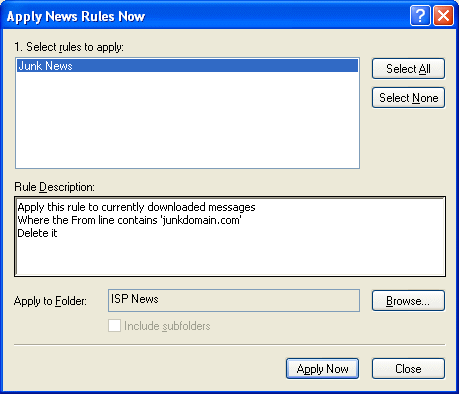 Apply News Rules Now
1. Select rules to apply:
Junk News
Select All
Select None
Rule Description:
Apply this rule to currently downloaded messages
Where the From line contains 'junkdomain.com'
Delete it
Apply to Folder:
ISP News
Browse...
Include subfolders
Apply Now
Close